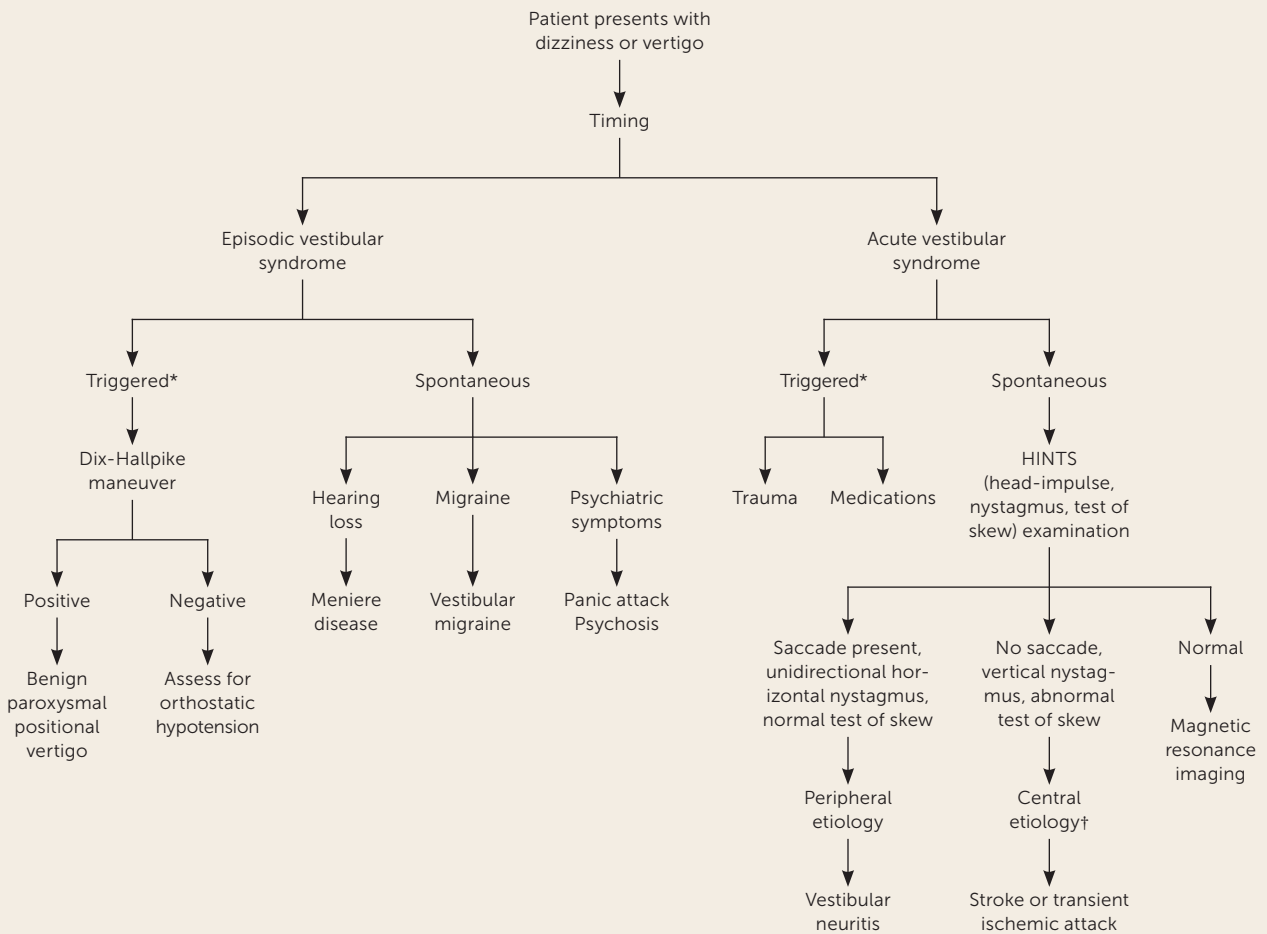 Patient presents with
dizziness or vertigo
Timing
Episodic vestibular
syndrome
Acute vestibular
syndrome
Triggered*
Spontaneous
Triggered*
Spontaneous
Dix-Hallpike
maneuver
Hearing
loss
Migraine
Psychiatric
symptoms
Trauma
Medications
HINTS
(head-impulse,
nystagmus, test of
skew) examination
Positive
Negative
Meniere
disease
Vestibular
migraine
Panic attack
Psychosis
Saccade present,
unidirectional hor-
izontal nystagmus,
normal test of skew
No saccade,
vertical nystag-
mus, abnormal
test of skew
Normal
Benign
paroxysmal
positional
vertigo
Assess for
orthostatic
hypotension
Magnetic
resonance
imaging
Peripheral
etiology
Central
etiology†
Vestibular
neuritis
Stroke or transient
ischemic attack